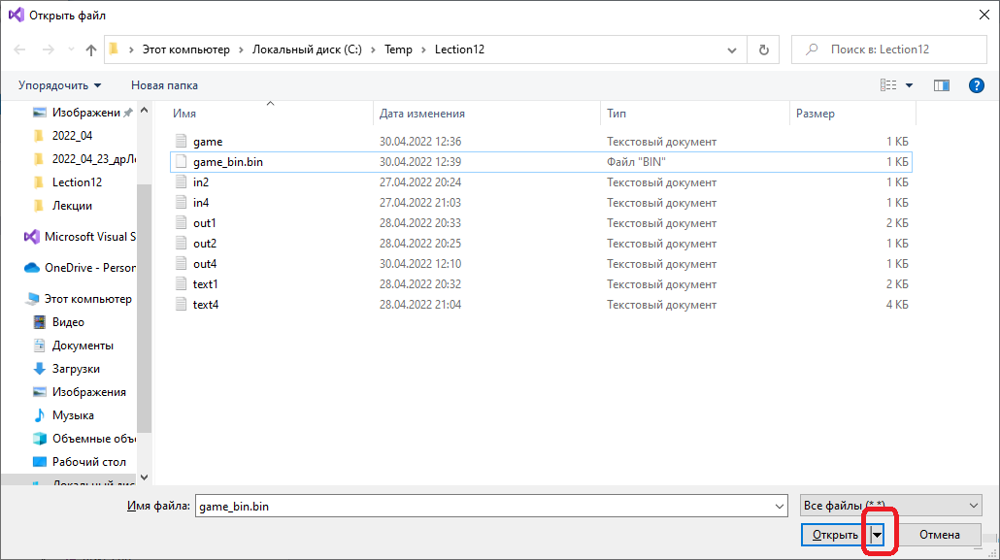 Открыть файл
Этот компьютер > Локальный диск (C:) > Temp > Lection12
Поиск в: Lection12
Упорядочить Новая папка
Имя Дата изменения Тип Размер
Изображени
2022_04
2022_04_23_дрЛ
Lection12
Лекции
Microsoft Visual S
OneDrive - Person
Этот компьютер
Видео
Документы
Загрузки
Изображения
Музыка
Объемные объ
Рабочий стол
Локальный дис
game 30.04.2022 12:36 Текстовый документ 1 КБ
game_bin.bin 30.04.2022 12:39 Файл "BIN" 1 КБ
in2 27.04.2022 20:24 Текстовый документ 1 КБ
in4 27.04.2022 21:03 Текстовый документ 1 КБ
out1 28.04.2022 20:33 Текстовый документ 2 КБ
out2 28.04.2022 20:25 Текстовый документ 1 КБ
out4 30.04.2022 12:10 Текстовый документ 1 КБ
text1 28.04.2022 20:32 Текстовый документ 2 КБ
text4 28.04.2022 21:04 Текстовый документ 4 КБ
Имя файла: game_bin.bin Все файлы (*.*)
Открыть Отмена